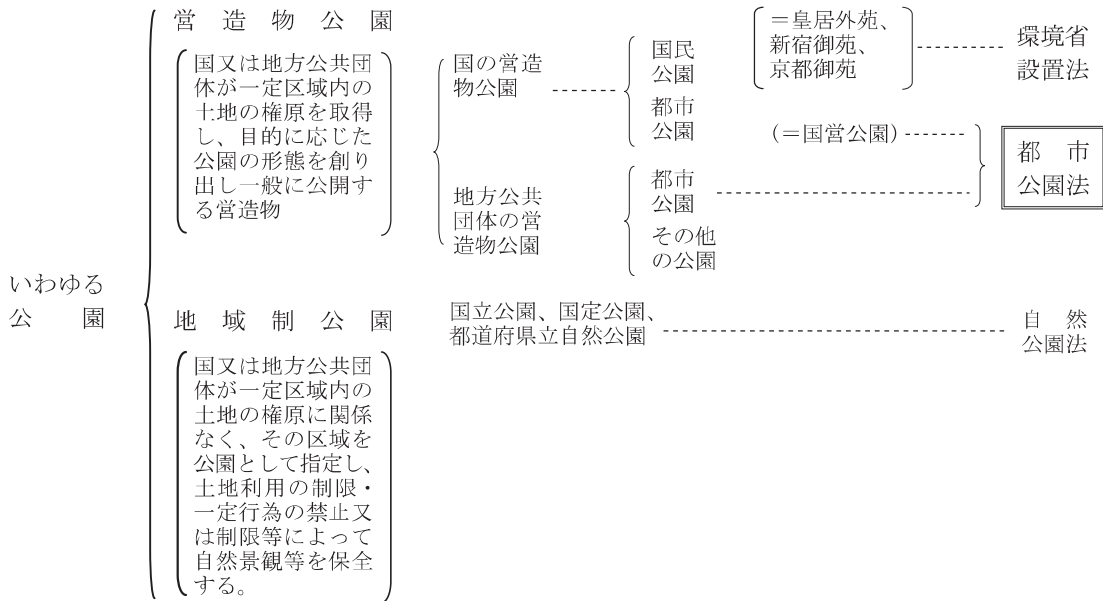 いわゆる
公園
営造物公園
国又は地方公共団
体が一定区域内の
土地の権原を取得
し、目的に応じた
公園の形態を創り
出し一般に公開す
る営造物
国の営造
物公園
国民
公園
=皇居外苑、
新宿御苑、
京都御苑
環境省
設置法
都市
公園
(=国営公園)
都市
公園法
地方公共
団体の営
造物公園
都市
公園
その他
の公園
地域制公園
国又は地方公共団
体が一定区域内の
土地の権原に関係
なく、その区域を
公園として指定し、
土地利用の制限・
一定行為の禁止又
は制限等によって
自然景観等を保全
する。
国立公園、国定公園、
都道府県立自然公園
自然
公園法